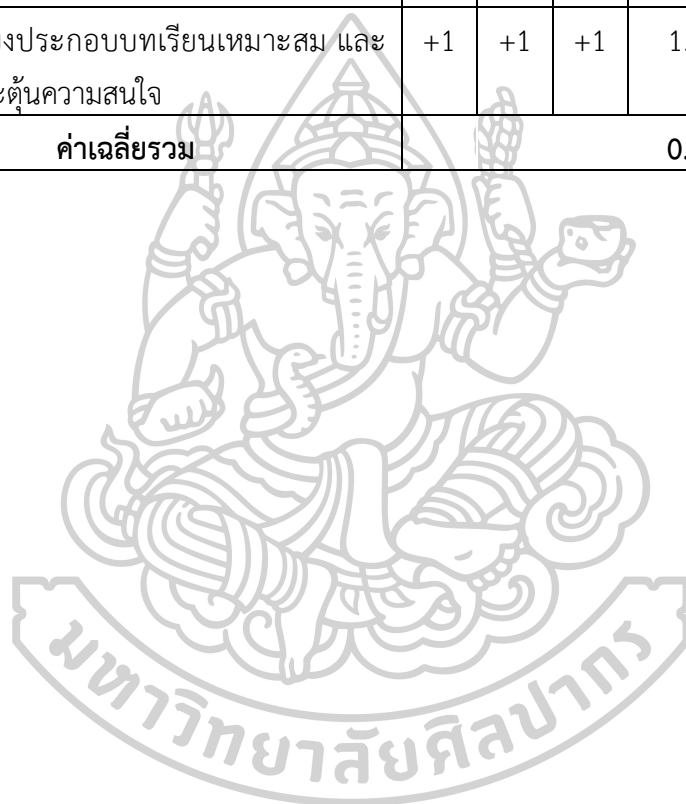 ประกอบบทเรียนเหมาะสม และ +1 +1 +1 1.
ตุ้นความสนใจ
ค่าเฉลี่ยรวม 0.
มหาวิทยาลัยศิลปากร